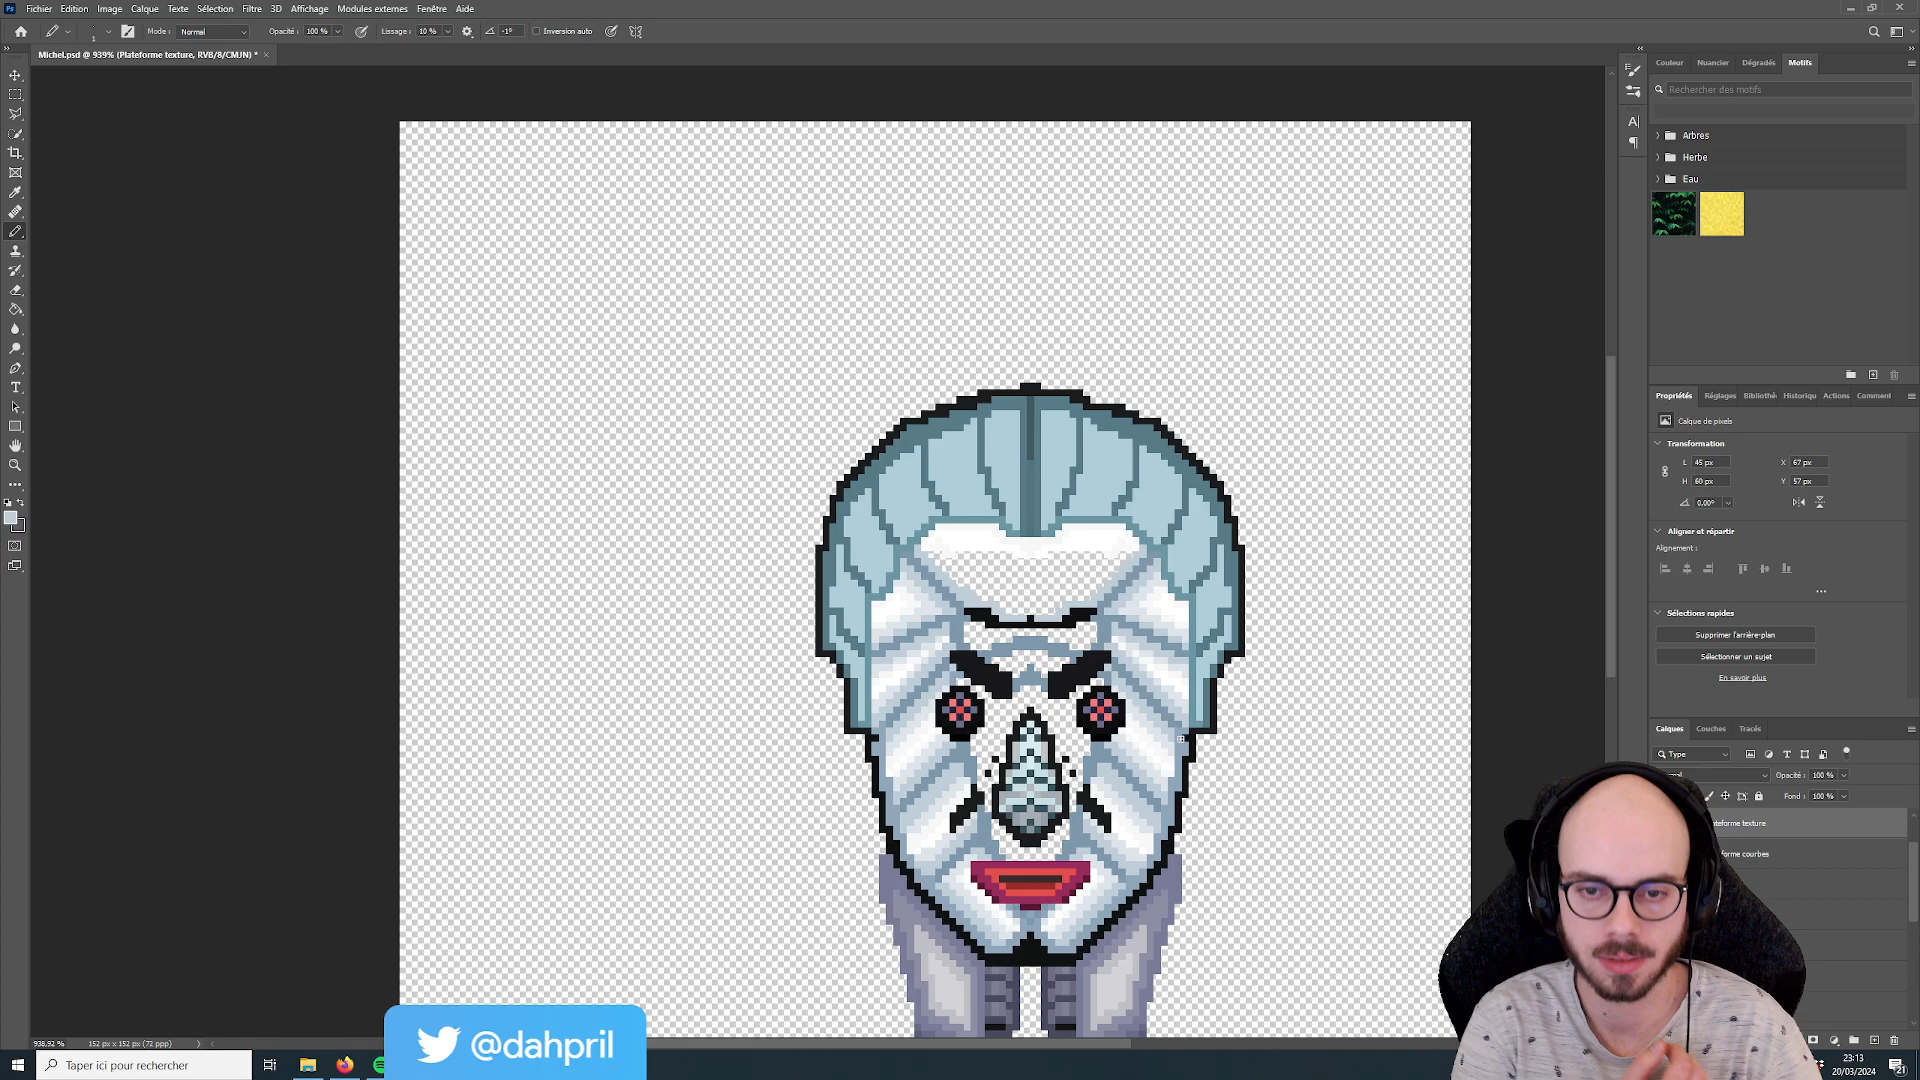 Fichier Edition Image Calque Texte Sélection Filtre 3D Affichage Modules externes Fenêtre Aide
1 Mode : Normal Opacité : 100 % Lissage : 10 % -1° Inversion auto
Michel.psd @ 939% (Plateforme texture, RVB/8/CMJN) *
Couleur Nuancier Dégradés Motifs
Rechercher des motifs
Arbres
Herbe
Eau
Propriétés Réglages Bibliothè Historiqu Actions Comment
Calque de pixels
Transformation
L 45 px X 67 px
H 60 px Y 57 px
0.00°
Aligner et répartir
Alignement :
Sélections rapides
Supprimer l'arrière-plan
Sélectionner un sujet
En savoir plus
Calques Couches Tracés
Type
Opacité : 100 %
Fond : 100 %
texture
courbes
938.92 % 152 px x 152 px (72 ppp)
@dahpril
Taper ici pour rechercher
23:13
20/03/2024
21